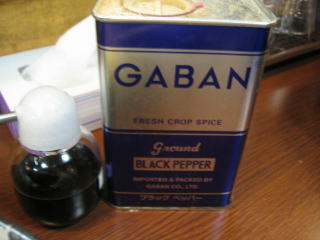 GABAN
FRESH CROP SPICE
Ground
BLACK PEPPER
IMPORTED & PACKED BY
GABAN CO., LTD.
ブラック ペッパー